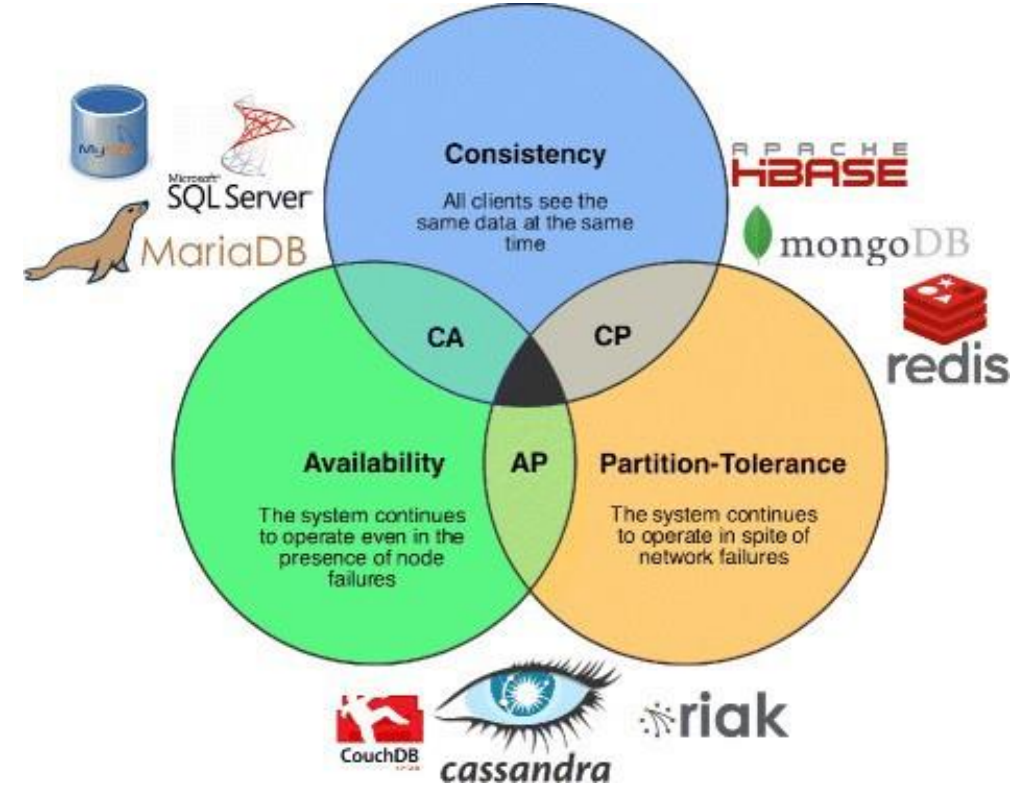 MySQL
Microsoft
SQL Server
MariaDB
Consistency
All clients see the
same data at the same
time
APACHE
HBASE
mongoDB
redis
CA
CP
Availability
The system continues
to operate even in the
presence of node
failures
AP
Partition-Tolerance
The system continues
to operate in spite of
network failures
CouchDB
cassandra
riak